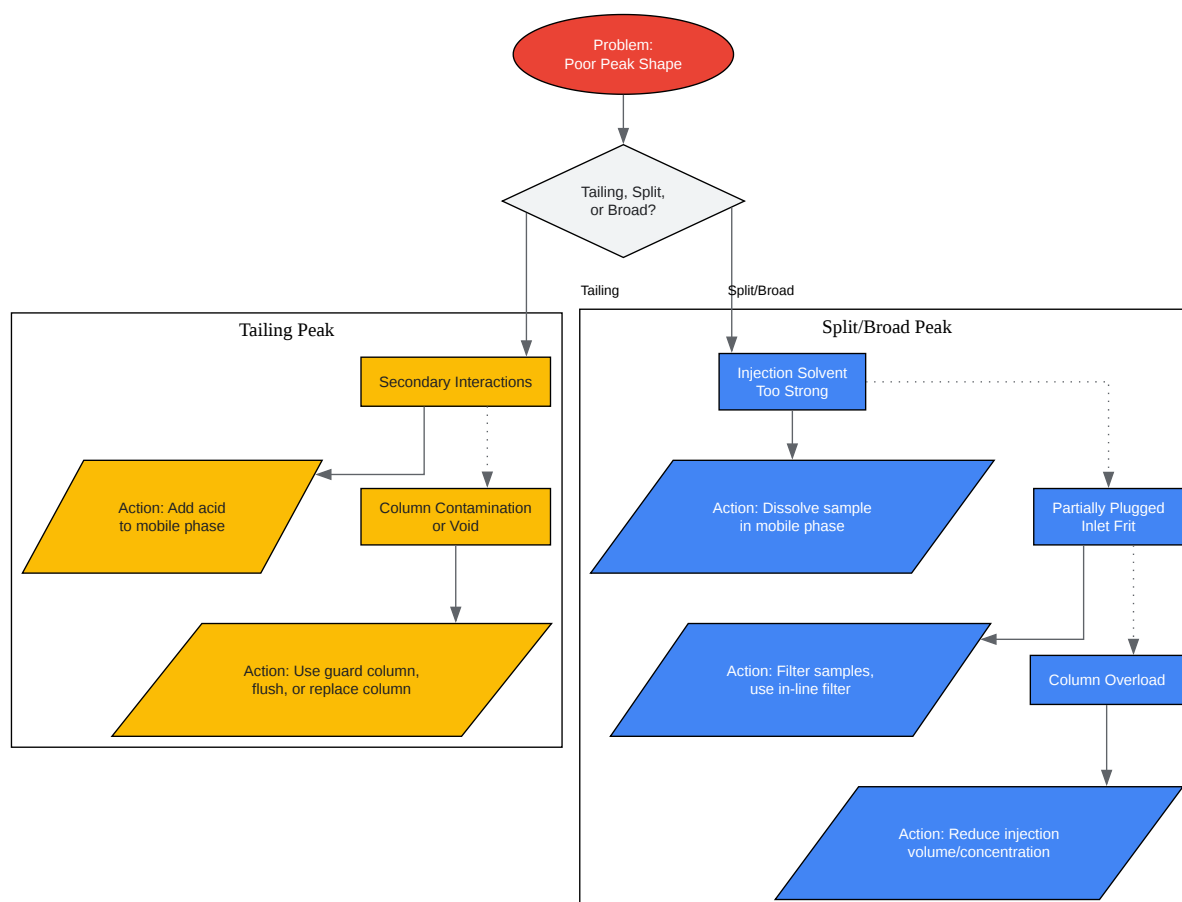 Problem:
Poor Peak Shape
Tailing, Split,
or Broad?
Tailing
Split/Broad
Tailing Peak
Secondary Interactions
Action: Add acid
to mobile phase
Column Contamination
or Void
Action: Use guard column,
flush, or replace column
Split/Broad Peak
Injection Solvent
Too Strong
Action: Dissolve sample
in mobile phase
Partially Plugged
Inlet Frit
Action: Filter samples,
use in-line filter
Column Overload
Action: Reduce injection
volume/concentration